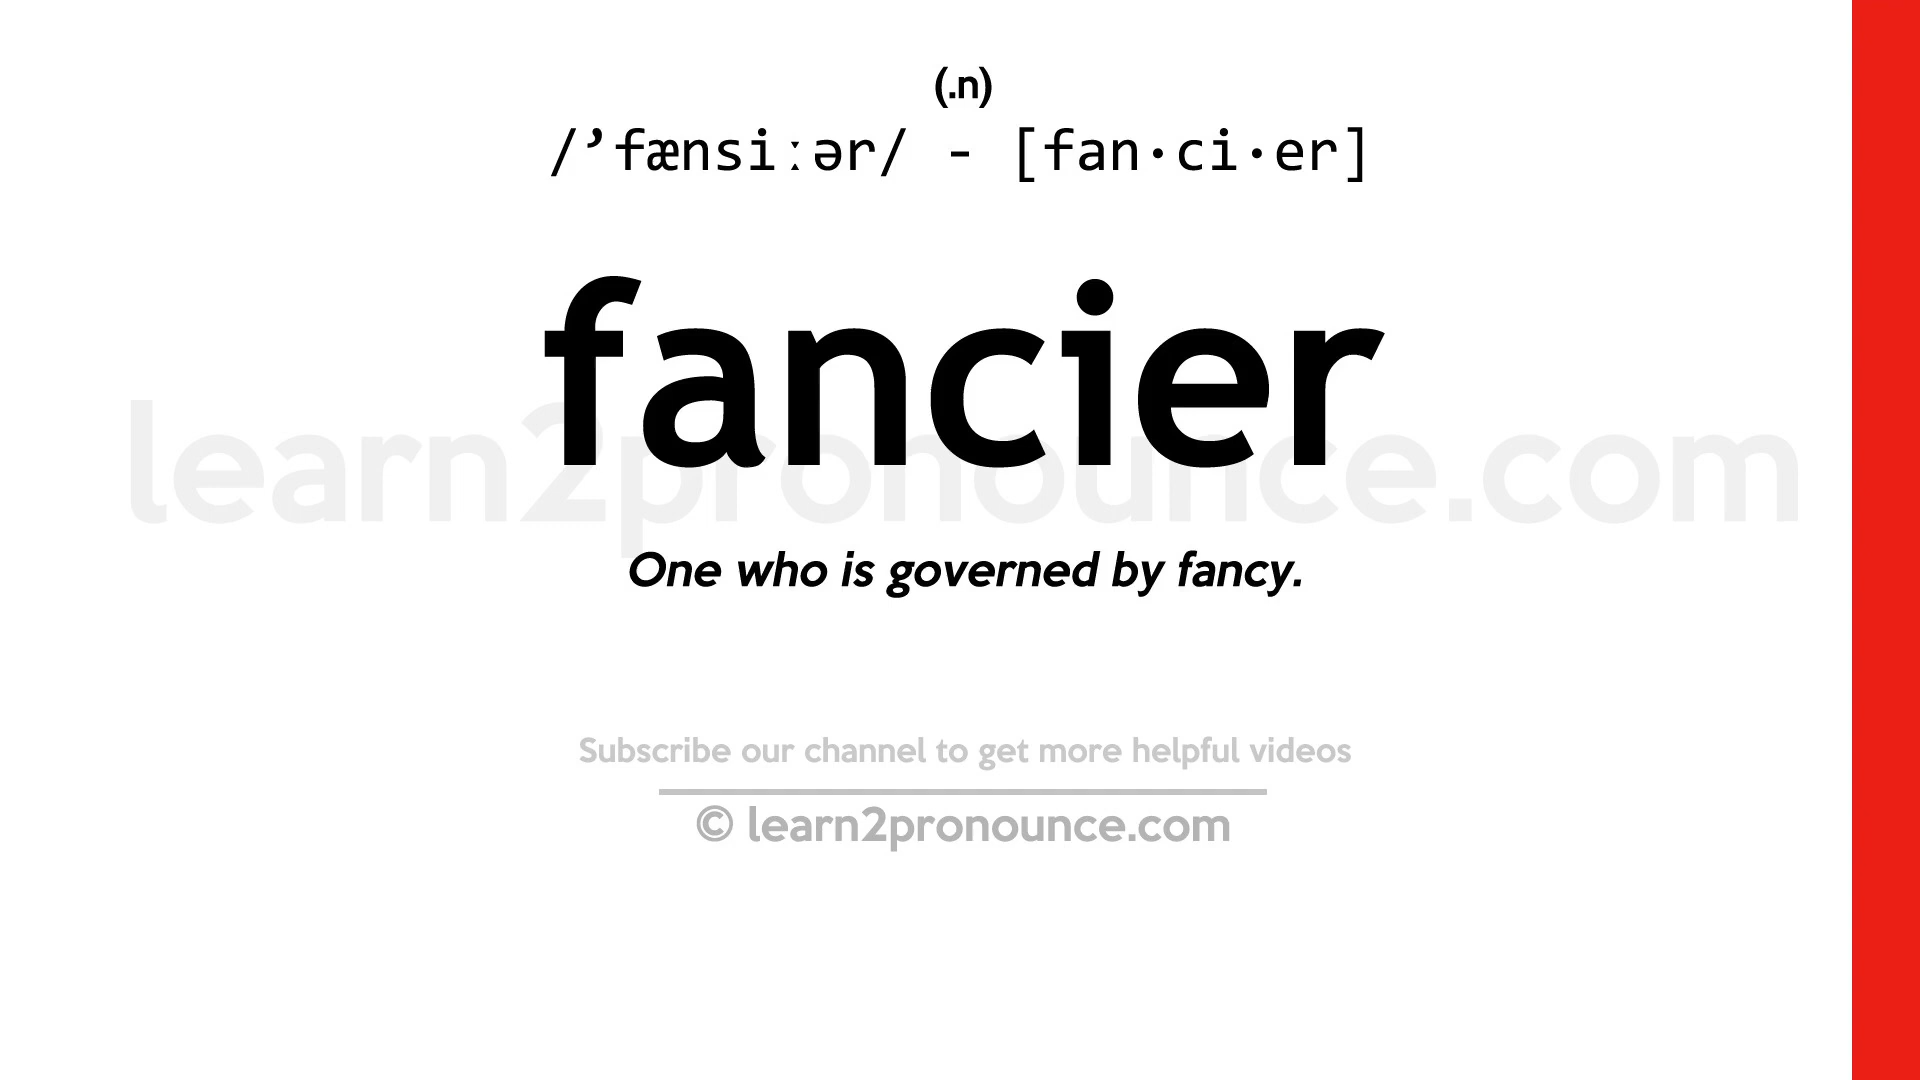 (.n)
/’fænsiːər/ - [fan·ci·er]
fancier
learn2pronounce.com
One who is governed by fancy.
Subscribe our channel to get more helpful videos
© learn2pronounce.com